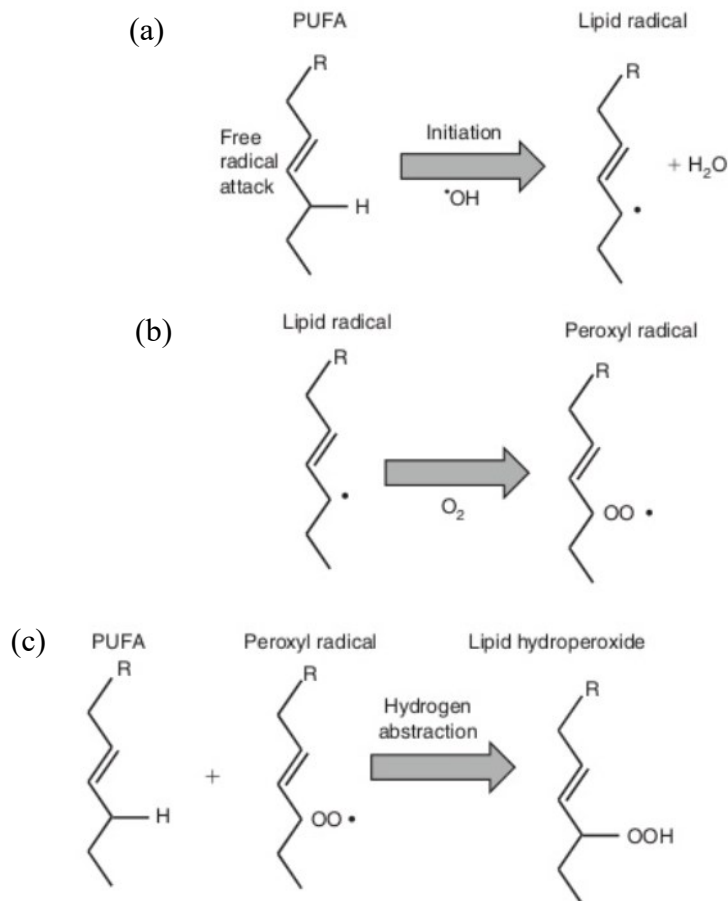 (a)
PUFA
Lipid radical
R
R
Free
radical
attack
H
Initiation
•OH
•
+ H₂O
(b)
Lipid radical
Peroxyl radical
R
R
•
O₂
OO •
(c)
PUFA
Peroxyl radical
Lipid hydroperoxide
R
R
R
Hydrogen
abstraction
H
+
OO •
OOH